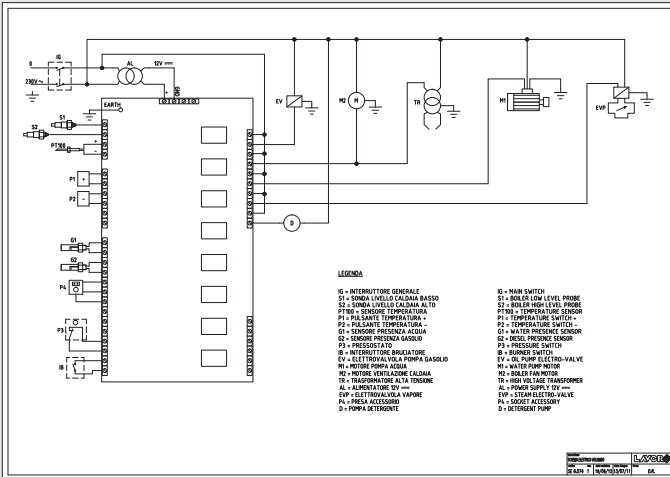 IG
0
230V~
AL
12V
GND
+
EARTH
S1
S2
PT100
+
-
P1
+
P2
-
G1
G2
P4
P3
IB
EV
M2
M
TR
M1
EVP
D
LEGENDA
IG = INTERRUTTORE GENERALE
S1 = SONDA LIVELLO CALDAIA BASSO
S2 = SONDA LIVELLO CALDAIA ALTO
PT100 = SENSORE TEMPERATURA
P1 = PULSANTE TEMPERATURA +
P2 = PULSANTE TEMPERATURA -
G1 = SENSORE PRESENZA ACQUA
G2 = SENSORE PRESENZA GASOLIO
P3 = PRESSOSTATO
IB = INTERRUTTORE BRUCIATORE
EV = ELETTROVALVOLA POMPA GASOLIO
M1 = MOTORE POMPA ACQUA
M2 = MOTORE VENTILAZIONE CALDAIA
TR = TRASFORMATORE ALTA TENSIONE
AL = ALIMENTATORE 12V
EVP = ELETTROVALVOLA VAPORE
P4 = PRESA ACCESSORIO
D = POMPA DETERGENTE
IG = MAIN SWITCH
S1 = BOILER LOW LEVEL PROBE
S2 = BOILER HIGH LEVEL PROBE
PT100 = TEMPERATURE SENSOR
P1 = TEMPERATURE SWITCH +
P2 = TEMPERATURE SWITCH -
G1 = WATER PRESENCE SENSOR
G2 = DIESEL PRESENCE SENSOR
P3 = PRESSURE SWITCH
IB = BURNER SWITCH
EV = OIL PUMP ELECTRO-VALVE
M1 = WATER PUMP MOTOR
M2 = BOILER FAN MOTOR
TR = HIGH VOLTAGE TRANSFORMER
AL = POWER SUPPLY 12V
EVP = STEAM ELECTRO-VALVE
P4 = SOCKET ACCESSORY
D = DETERGENT PUMP
LAVOR